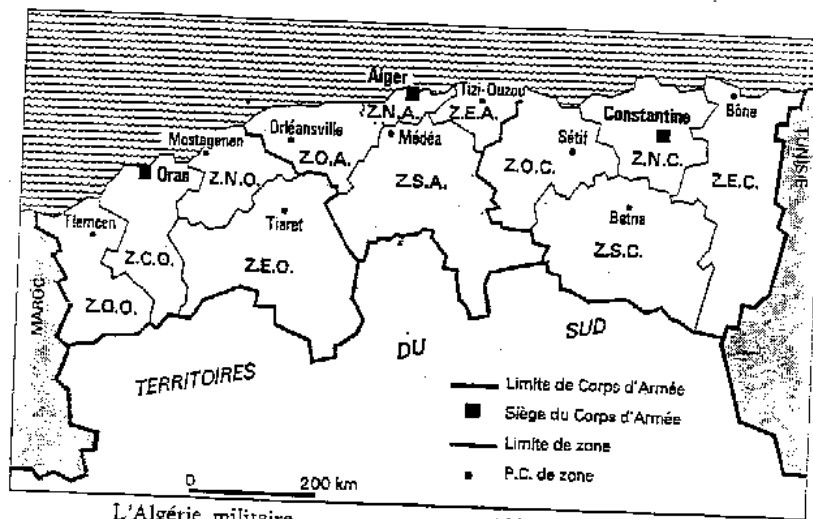 Alger
Tizi-Ouzou
Z.N.A.
Z.E.A.
Bône
Constantine
Orléansville
Médéa
Mostaganem
Z.O.A.
Sétif
Z.O.C.
Z.N.C.
TUNISIE
Oran
Z.N.O.
Z.S.A.
Z.E.C.
Tlemcen
Tiaret
Batna
Z.C.O.
Z.E.O.
Z.S.C.
Z.O.O.
MAROC
TERRITOIRES DU SUD
Limite de Corps d'Armée
Siège du Corps d'Armée
Limite de zone
P.C. de zone
0 200 km
L'Algérie militaire